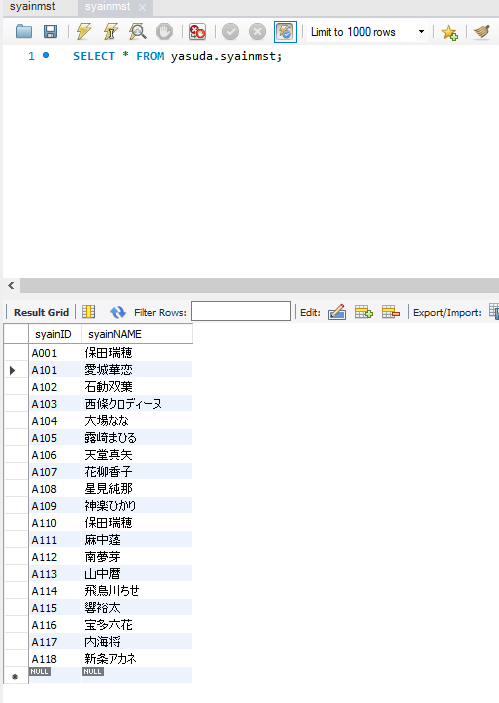 syainmst
syainmst
Limit to 1000 rows
1 SELECT * FROM yasuda.syainmst;
Result Grid Filter Rows: Edit: Export/Import:
syainID syainNAME
A001 保田瑞穂
A101 愛城華恋
A102 石動双葉
A103 西條クロディーヌ
A104 大場なな
A105 露崎まひる
A106 天堂真矢
A107 花柳香子
A108 星見純那
A109 神楽ひかり
A110 保田瑞穂
A111 麻中蓬
A112 南夢芽
A113 山中暦
A114 飛鳥川ちせ
A115 響裕太
A116 宝多六花
A117 内海将
A118 新条アカネ
NULL NULL